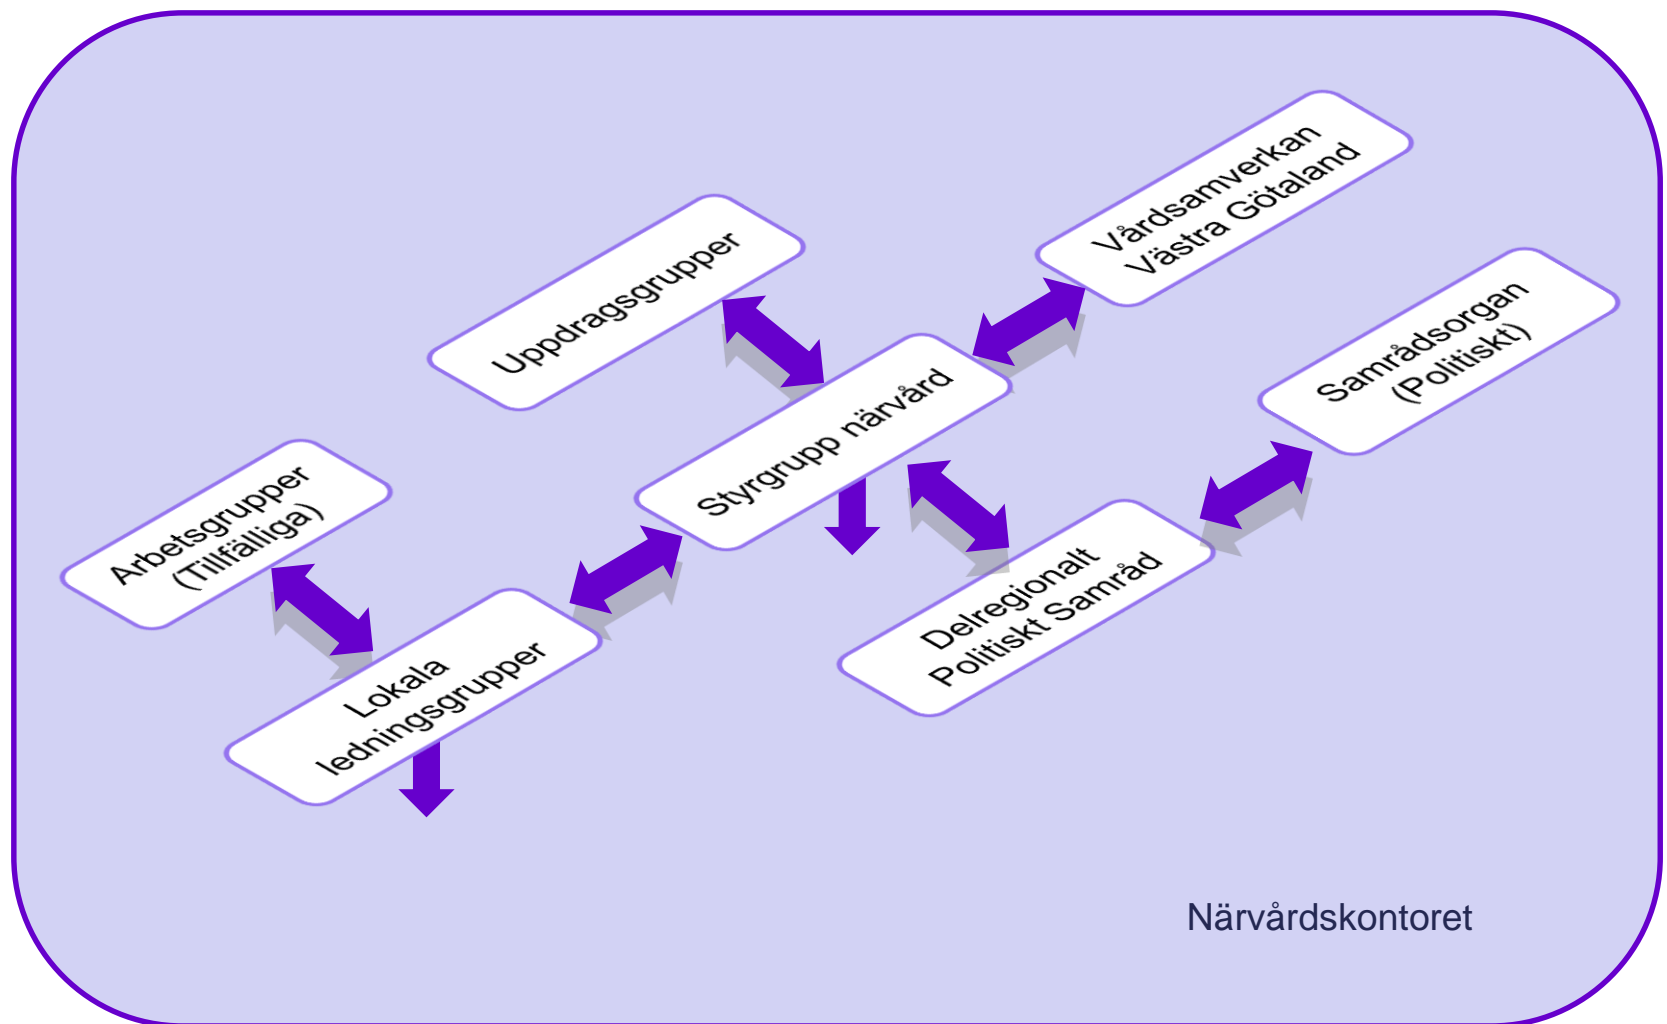 Vårdsamverkan
Västra Götaland
Uppdragsgrupper
Samrådsorgan
(Politiskt)
Styrgrupp närvård
Arbetsgrupper
(Tillfälliga)
Delregionalt
Politiskt Samråd
Lokala
ledningsgrupper
Närvårdskontoret